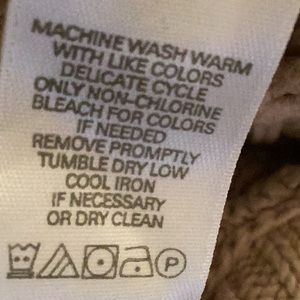 MACHINE WASH WARM
WITH LIKE COLORS
DELICATE CYCLE
ONLY NON-CHLORINE
BLEACH FOR COLORS
IF NEEDED
REMOVE PROMPTLY
TUMBLE DRY LOW
COOL IRON
IF NECESSARY
OR DRY CLEAN
P